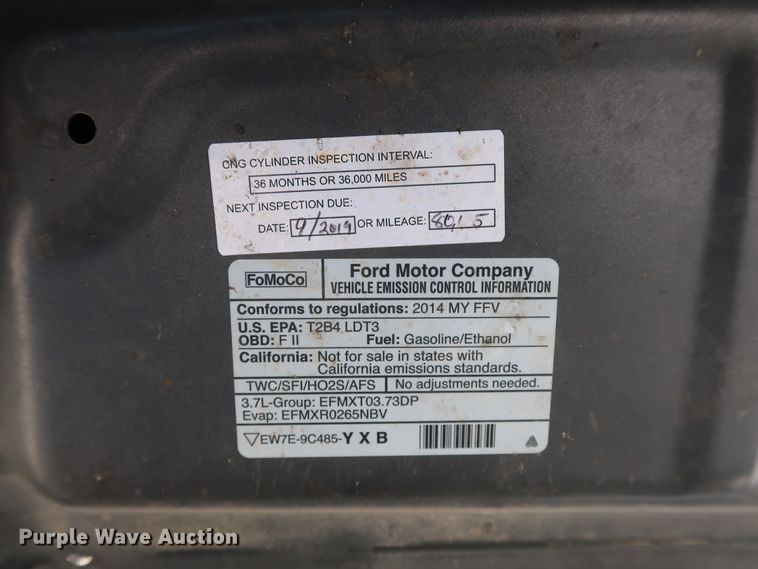 CNG CYLINDER INSPECTION INTERVAL:
36 MONTHS OR 36,000 MILES
NEXT INSPECTION DUE:
DATE: 9/2019 OR MILEAGE:
FoMoCo
Ford Motor Company
VEHICLE EMISSION CONTROL INFORMATION
Conforms to regulations: 2014 MY FFV
U.S. EPA: T2B4 LDT3
OBD: F II Fuel: Gasoline/Ethanol
California: Not for sale in states with
California emissions standards.
TWC/SFI/HO2S/AFS No adjustments needed.
3.7L-Group: EFMXT03.73DP
Evap: EFMXR0265NBV
EW7E-9C485-Y X B
Purple Wave Auction